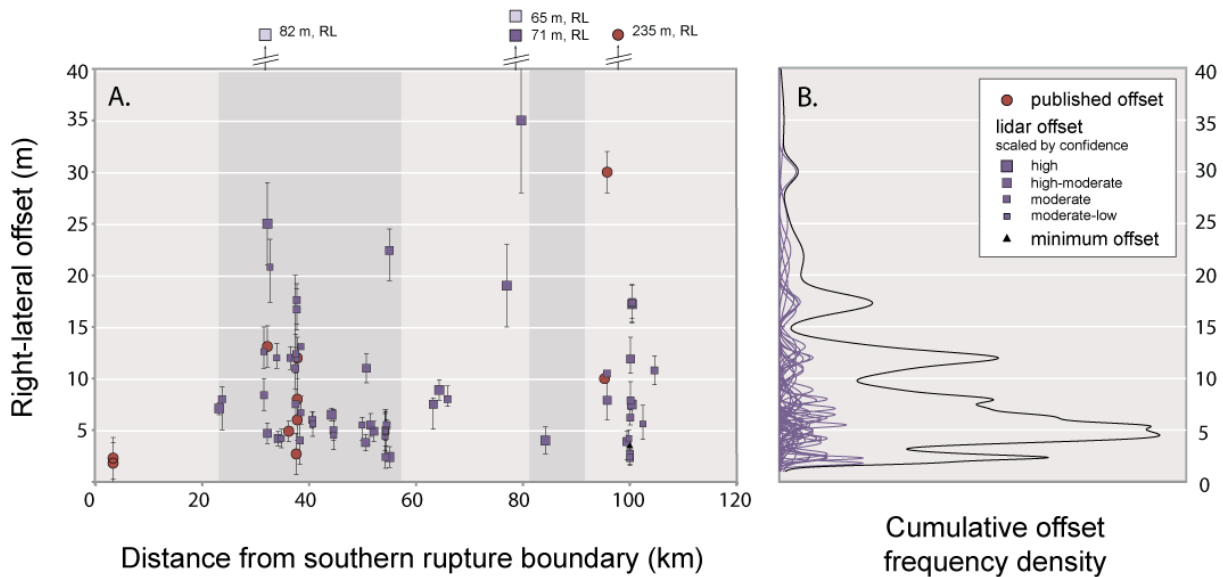 82 m, RL
65 m, RL
71 m, RL
235 m, RL
A.
40
35
30
25
20
15
10
5
Right-lateral offset (m)
0
20
40
60
80
100
120
Distance from southern rupture boundary (km)
B.
published offset
lidar offset
scaled by confidence
high
high-moderate
moderate
moderate-low
minimum offset
40
35
30
25
20
15
10
5
0
Cumulative offset
frequency density